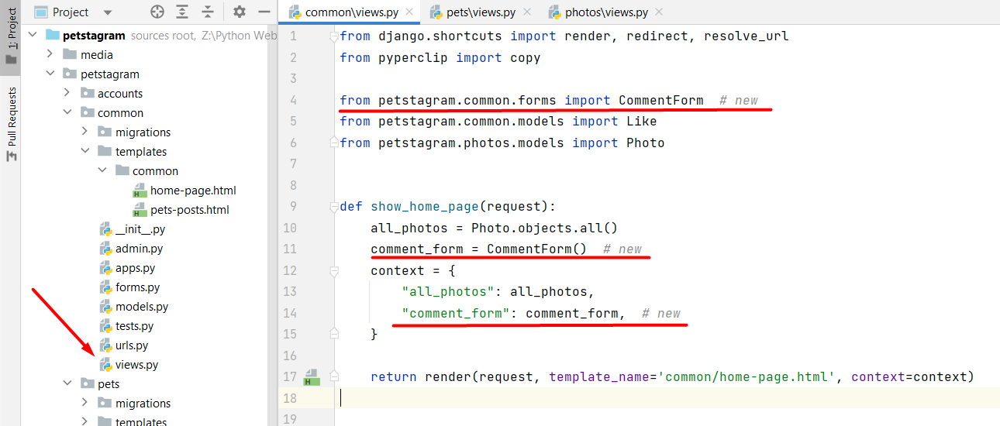 1: Project
Pull Requests
Project
petstagram sources root, Z:\Python Web
media
petstagram
accounts
common
migrations
templates
common
home-page.html
pets-posts.html
__init__.py
admin.py
apps.py
forms.py
models.py
tests.py
urls.py
views.py
pets
migrations
templates
common\views.py
pets\views.py
photos\views.py
1 from django.shortcuts import render, redirect, resolve_url
2 from pyperclip import copy
3
4 from petstagram.common.forms import CommentForm  # new
5 from petstagram.common.models import Like
6 from petstagram.photos.models import Photo
7
8
9 def show_home_page(request):
10     all_photos = Photo.objects.all()
11     comment_form = CommentForm()  # new
12     context = {
13         "all_photos": all_photos,
14         "comment_form": comment_form,  # new
15     }
16
17     return render(request, template_name='common/home-page.html', context=context)
18
19